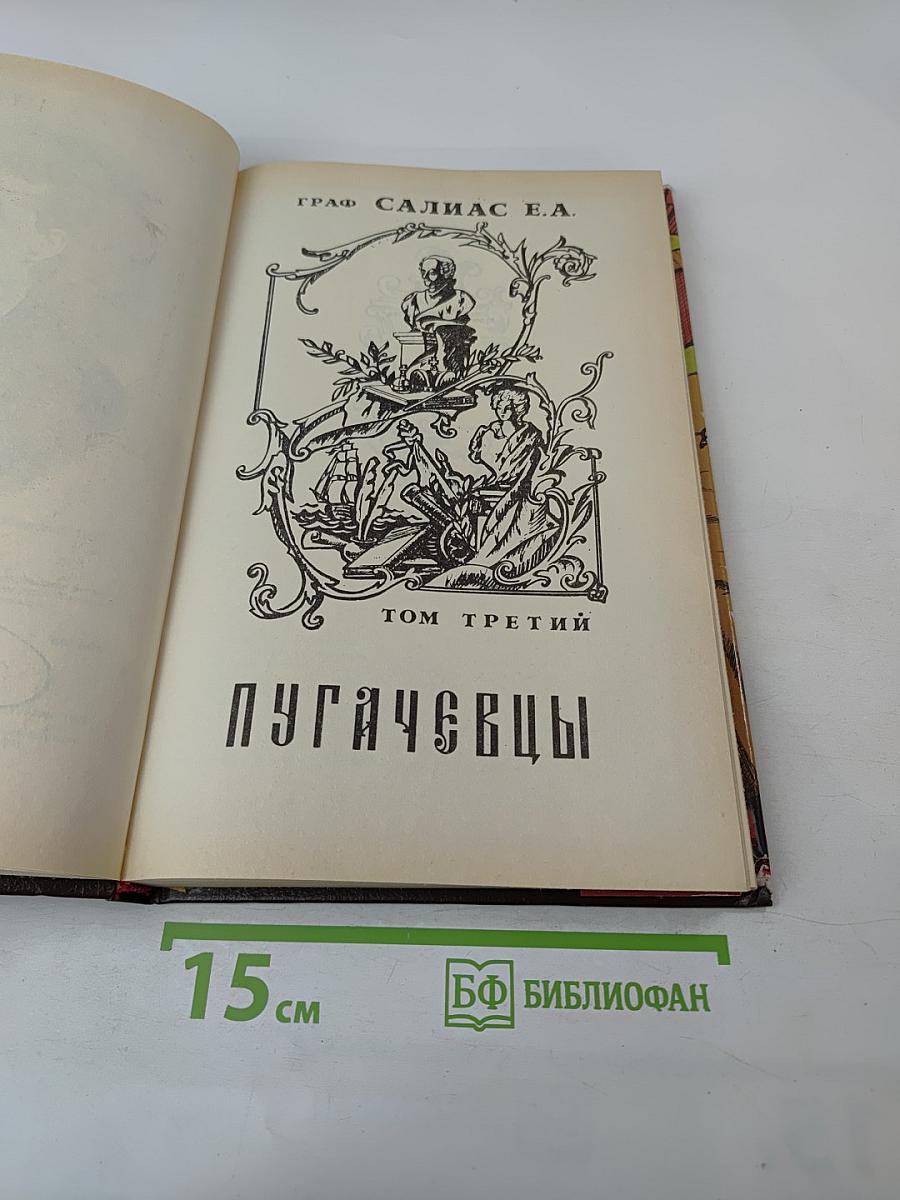 ГРАФ САЛИАС Е.А.
ТОМ ТРЕТИЙ
ПУГАЧЕВЦЫ
15 см
БФ БИБЛИОФАН